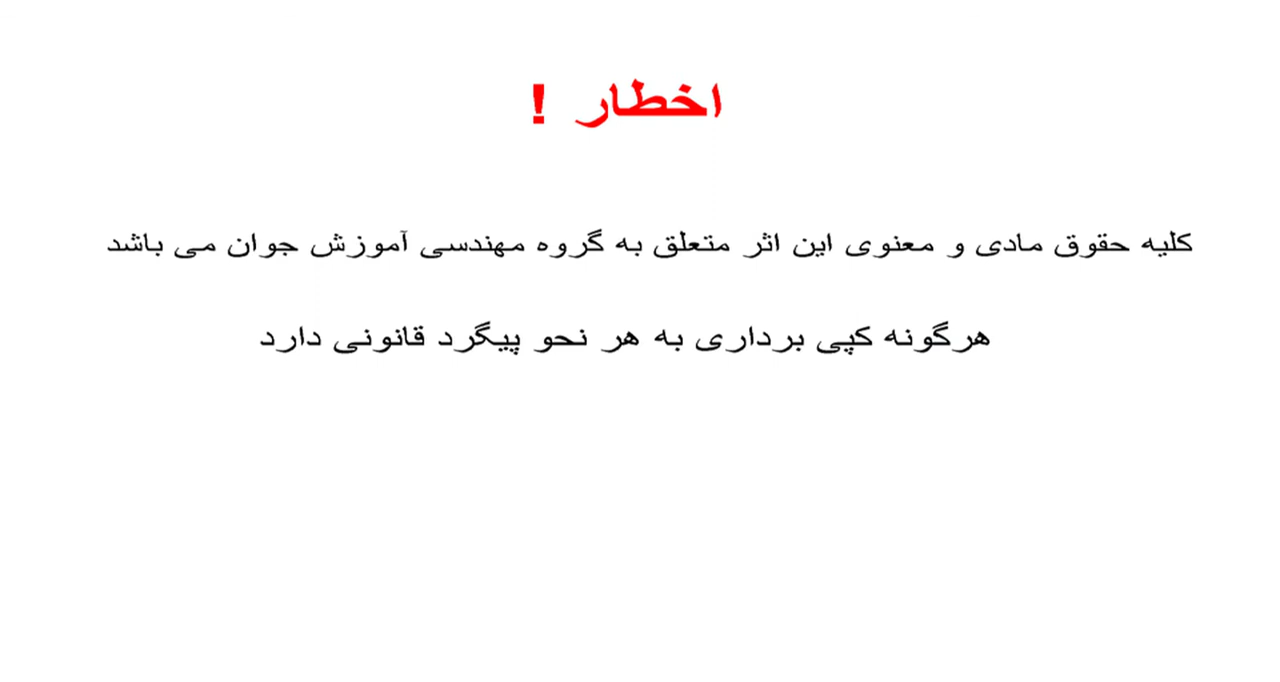 اخطار !
کلیه حقوق مادی و معنوی این اثر متعلق به گروه مهندسی آموزش جوان می باشد
هرگونه کپی برداری به هر نحو پیگرد قانونی دارد